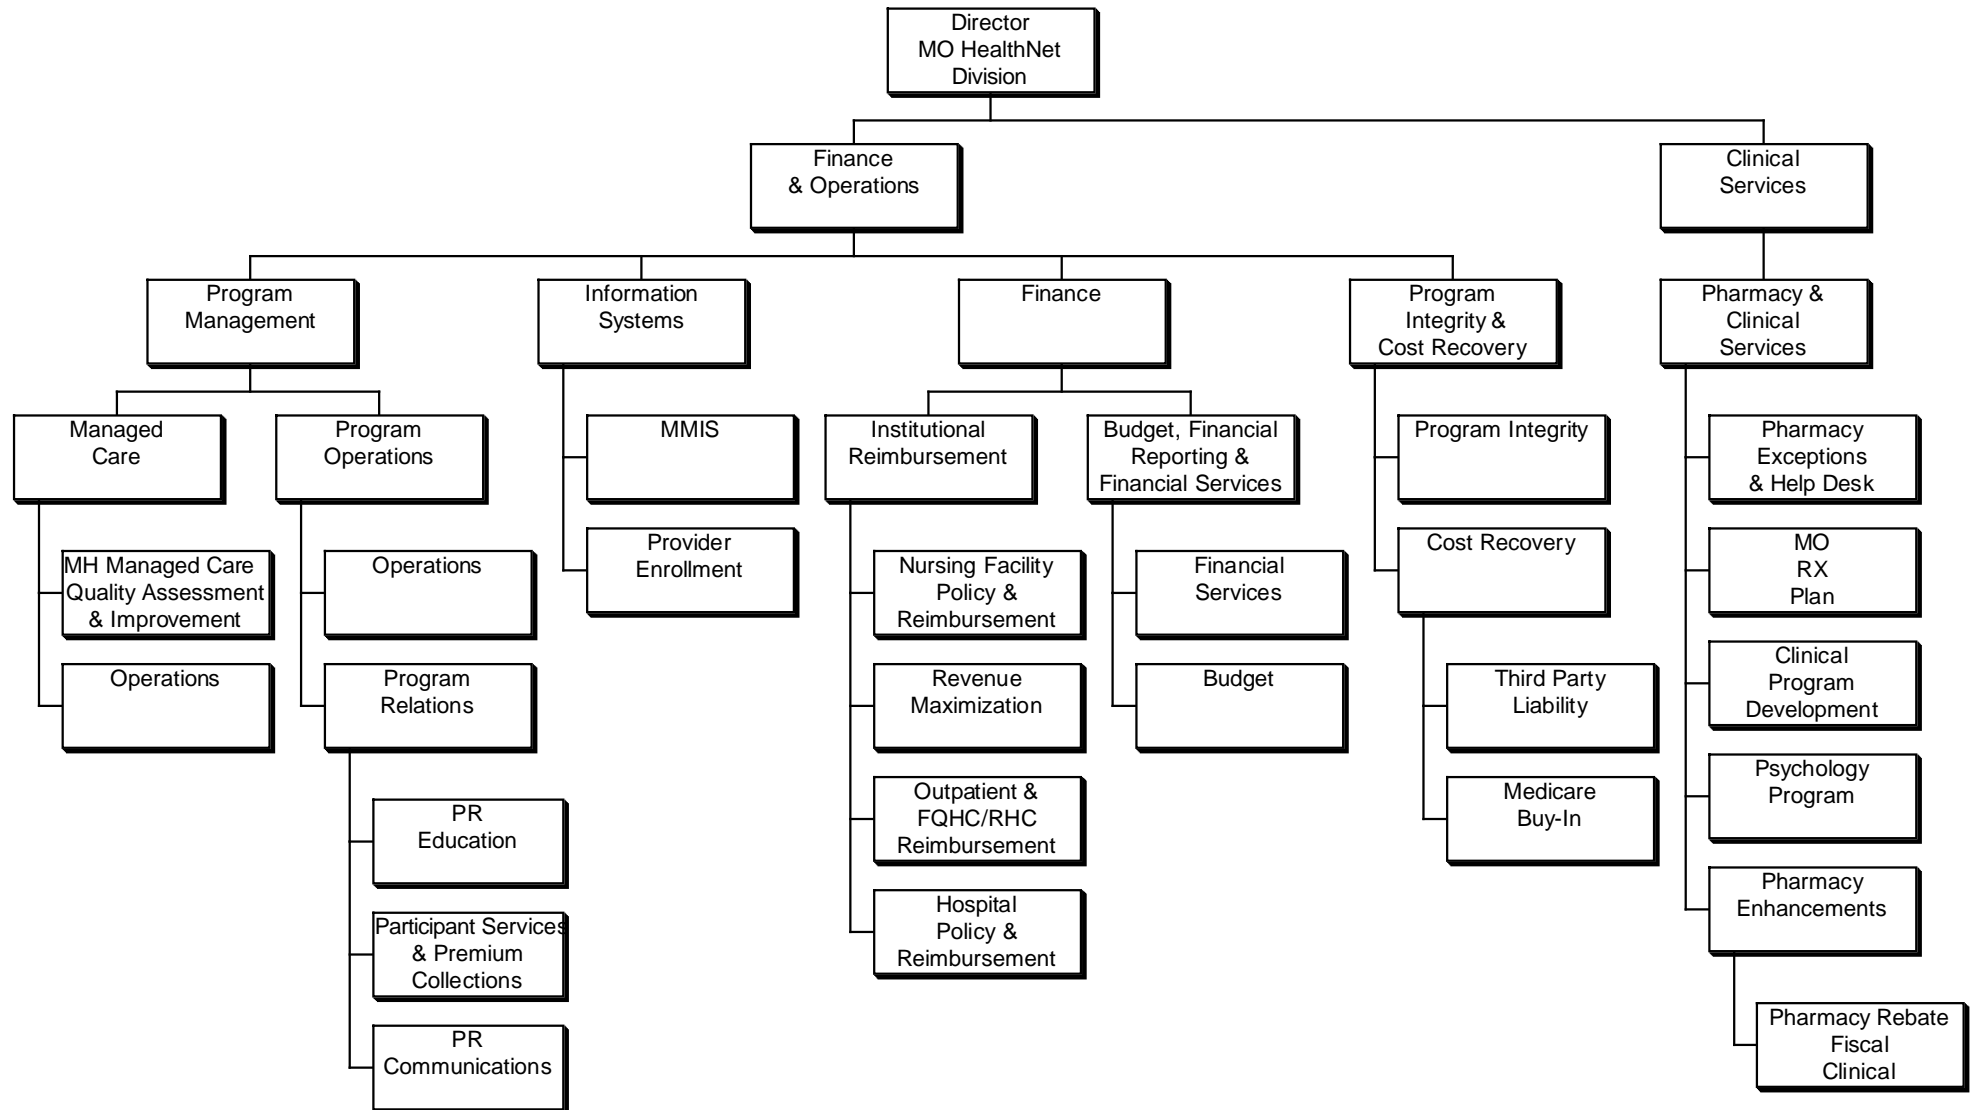 Director
MO HealthNet
Division
Finance
& Operations
Clinical
Services
Program
Management
Information
Systems
Finance
Program
Integrity &
Cost Recovery
Pharmacy &
Clinical
Services
Managed
Care
Program
Operations
MMIS
Institutional
Reimbursement
Budget, Financial
Reporting &
Financial Services
Program Integrity
Pharmacy
Exceptions
& Help Desk
MH Managed Care
Quality Assessment
& Improvement
Operations
Provider
Enrollment
Nursing Facility
Policy &
Reimbursement
Financial
Services
Cost Recovery
MO
RX
Plan
Operations
Program
Relations
Revenue
Maximization
Budget
Third Party
Liability
Clinical
Program
Development
PR
Education
Outpatient &
FQHC/RHC
Reimbursement
Medicare
Buy-In
Psychology
Program
Participant Services
& Premium
Collections
Hospital
Policy &
Reimbursement
Pharmacy
Enhancements
PR
Communications
Pharmacy Rebate
Fiscal
Clinical